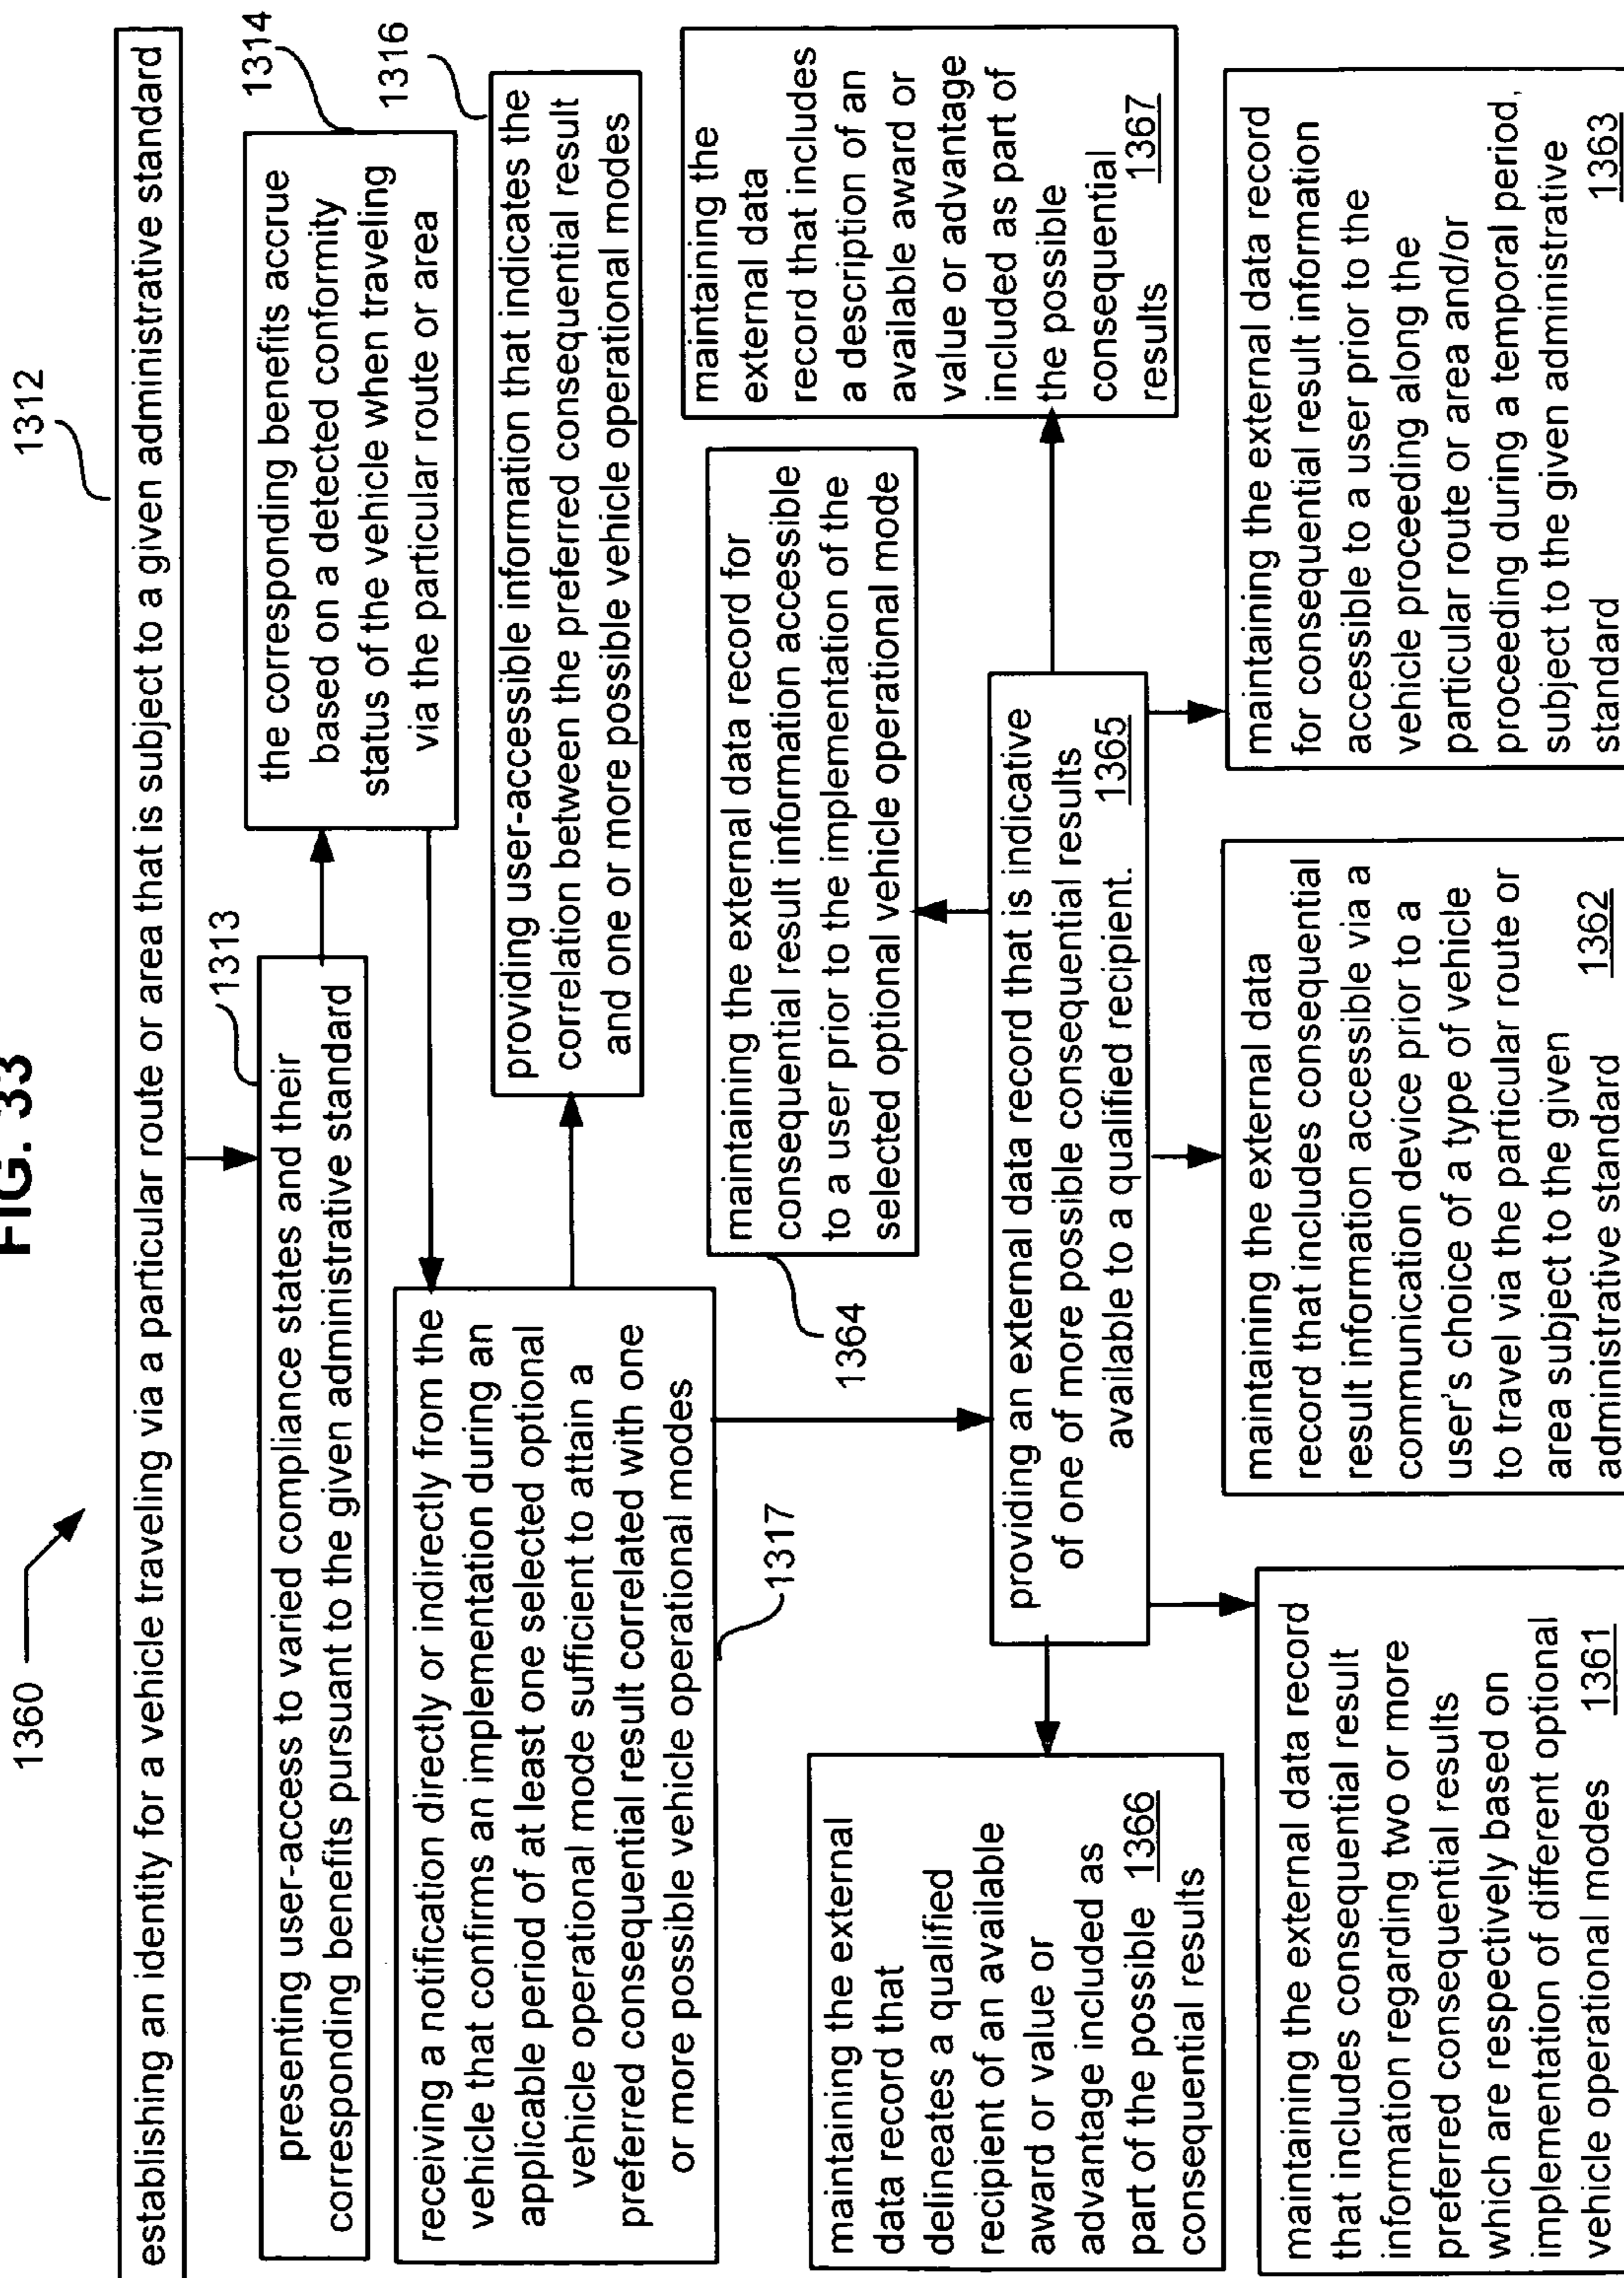 FIG. 33
1360
1312
establishing an identity for a vehicle traveling via a particular route or area that is subject to a given administrative standard
1313
presenting user-access to varied compliance states and their
corresponding benefits pursuant to the given administrative standard
1314
the corresponding benefits accrue
based on a detected conformity
status of the vehicle when traveling
via the particular route or area
1316
receiving a notification directly or indirectly from the
vehicle that confirms an implementation during an
applicable period of at least one selected optional
vehicle operational mode sufficient to attain a
preferred consequential result correlated with one
or more possible vehicle operational modes
1317
providing user-accessible information that indicates the
correlation between the preferred consequential result
and one or more possible vehicle operational modes
1364
maintaining the external data record for
consequential result information accessible
to a user prior to the implementation of the
selected optional vehicle operational mode
maintaining the
external data
record that includes
a description of an
available award or
value or advantage
included as part of
the possible
consequential
results 1367
maintaining the external
data record that
delineates a qualified
recipient of an available
award or value or
advantage included as
part of the possible 1366
consequential results
providing an external data record that is indicative
of one of more possible consequential results
available to a qualified recipient. 1365
maintaining the external data record
that includes consequential result
information regarding two or more
preferred consequential results
which are respectively based on
implementation of different optional
vehicle operational modes 1361
maintaining the external data
record that includes consequential
result information accessible via a
communication device prior to a
user's choice of a type of vehicle
to travel via the particular route or
area subject to the given
administrative standard 1362
maintaining the external data record
for consequential result information
accessible to a user prior to the
vehicle proceeding along the
particular route or area and/or
proceeding during a temporal period,
subject to the given administrative
standard 1363